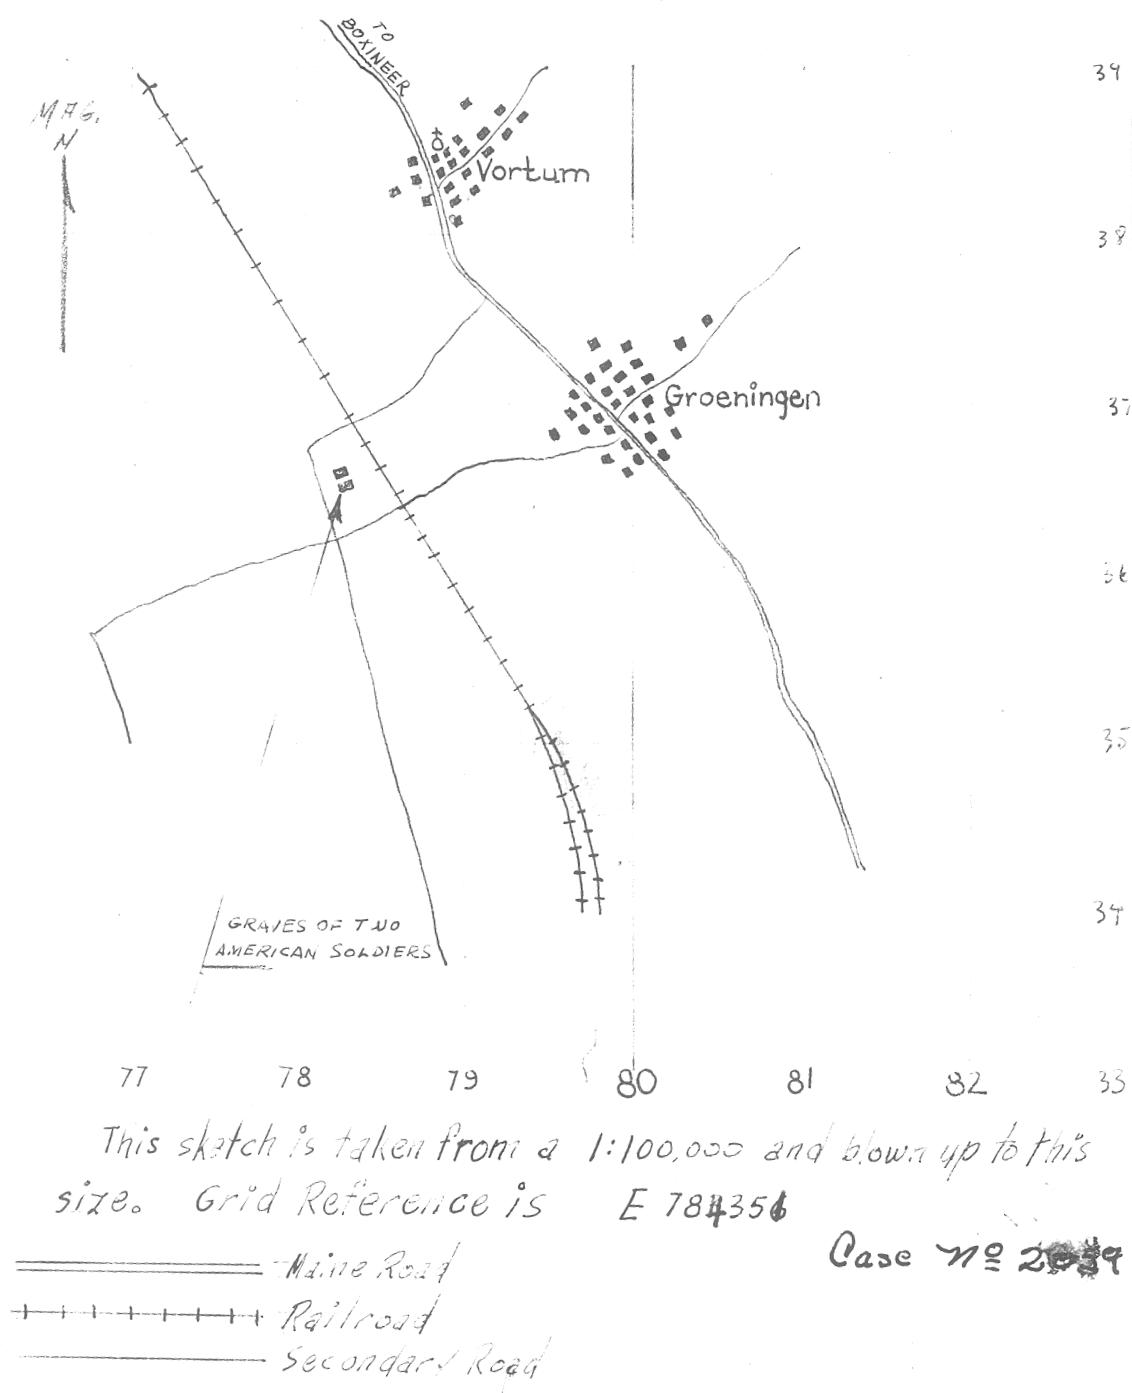 TO
BOXINEER
39
MAG.
N
Vortum
38
Groeningen
37
36
35
GRAVES OF TWO
AMERICAN SOLDIERS
34
77 78 79 80 81 82 33
This sketch is taken from a 1:100,000 and blown up to this
size. Grid Reference is E 784356
Case No
Maine Road
Railroad
Secondary Road